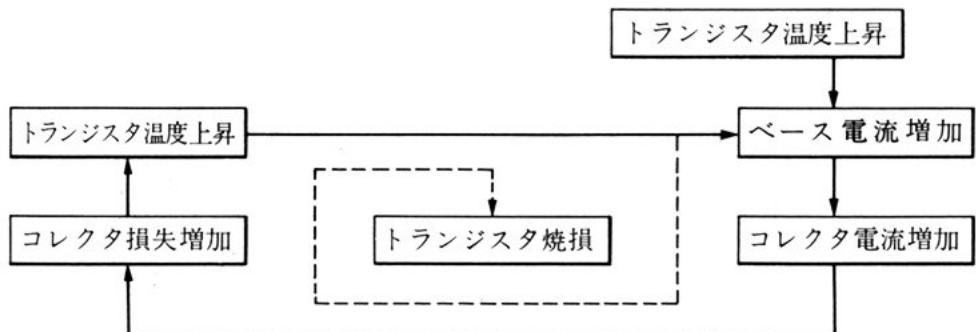 トランジスタ温度上昇
トランジスタ温度上昇
ベース電流増加
コレクタ損失増加
トランジスタ焼損
コレクタ電流増加